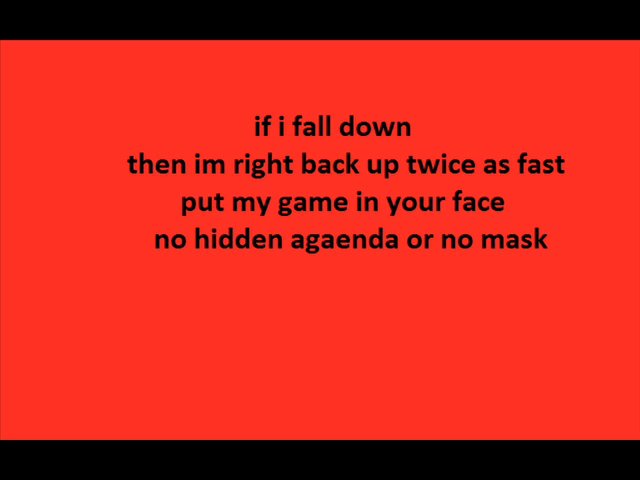 if i fall down
then im right back up twice as fast
put my game in your face
no hidden agaenda or no mask